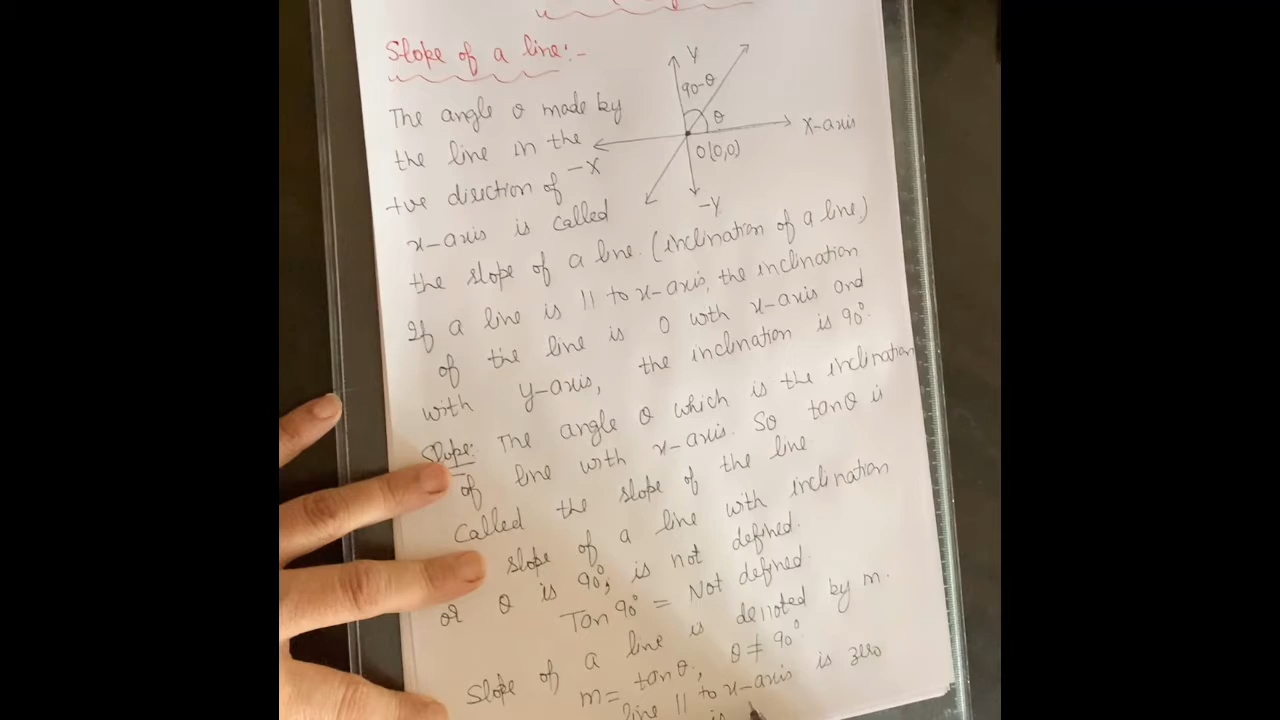 Slope of a line:-
Y
90-θ
θ
X-axis
O(0,0)
-X
-Y
The angle θ made by
the line in the
+ve direction of
x-axis is called
the slope of a line. (inclination of a line.)
If a line is || to x-axis, the inclination
of the line is 0 with x-axis and
with y-axis, the inclination is 90°.
Slope: The angle θ which is the inclination
of line with x-axis. So tanθ is
called the slope of the line.
slope of a line with inclination
or θ is 90°, is not defined.
Tan 90° = Not defined.
Slope of a line is denoted by m.
m = tanθ, θ ≠ 90°
line || to x-axis is zero
is